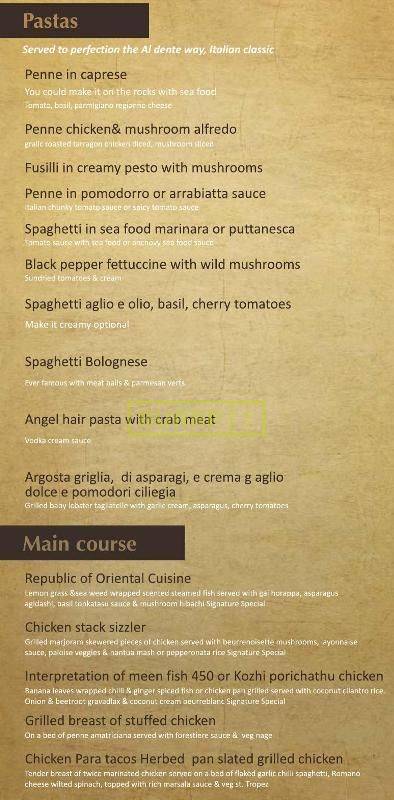 Pastas
Served to perfection the Al dente way, Italian classic
Penne in caprese
You could make it on the rocks with sea food
Tomato, basil, parmigiano regianno cheese
Penne chicken& mushroom alfredo
gralic roasted tarragon chicken diced, mushroom sliced
Fusilli in creamy pesto with mushrooms
Penne in pomodorro or arrabiatta sauce
Italian chunky tomato sauce or spicy tomato sauce
Spaghetti in sea food marinara or puttanesca
Tomato sauce with sea food or anchovy sea food sauce
Black pepper fettuccine with wild mushrooms
Sundried tomatoes & cream
Spaghetti aglio e olio, basil, cherry tomatoes
Make it creamy optional
Spaghetti Bolognese
Ever famous with meat balls & parmesan verts
Angel hair pasta with crab meat
Vodka cream sauce
Argosta griglia, di asparagi, e crema g aglio
dolce e pomodori ciliegia
Grilled baby lobster tagliatelle with garlic cream, asparagus, cherry tomatoes
Main course
Republic of Oriental Cuisine
Lemon grass &sea weed wrapped scented steamed fish served with gai horappa, asparagus
agidashi, basil tonkatasu sauce & mushroom hibachi Signature Special
Chicken stack sizzler
Grilled marjoram skewered pieces of chicken served with beurrenoisette mushrooms, layonnaise
sauce, paloise veggies & nantua mash or pepperonata rice Signature Special
Interpretation of meen fish 450 or Kozhi porichathu chicken
Banana leaves wrapped chilli & ginger spiced fish or chicken pan grilled served with coconut cilantro rice.
Onion & beetroot gravadlax & coconut cream beurreblanc Signature Special
Grilled breast of stuffed chicken
On a bed of penne amatriciana served with forestiere sauce & veg nage
Chicken Para tacos Herbed pan slated grilled chicken
Tender breast of twice marinated chicken served on a bed of flaked garlic chilli spaghetti, Romano
cheese wilted spinach, topped with rich marsala sauce & veg st. Tropez